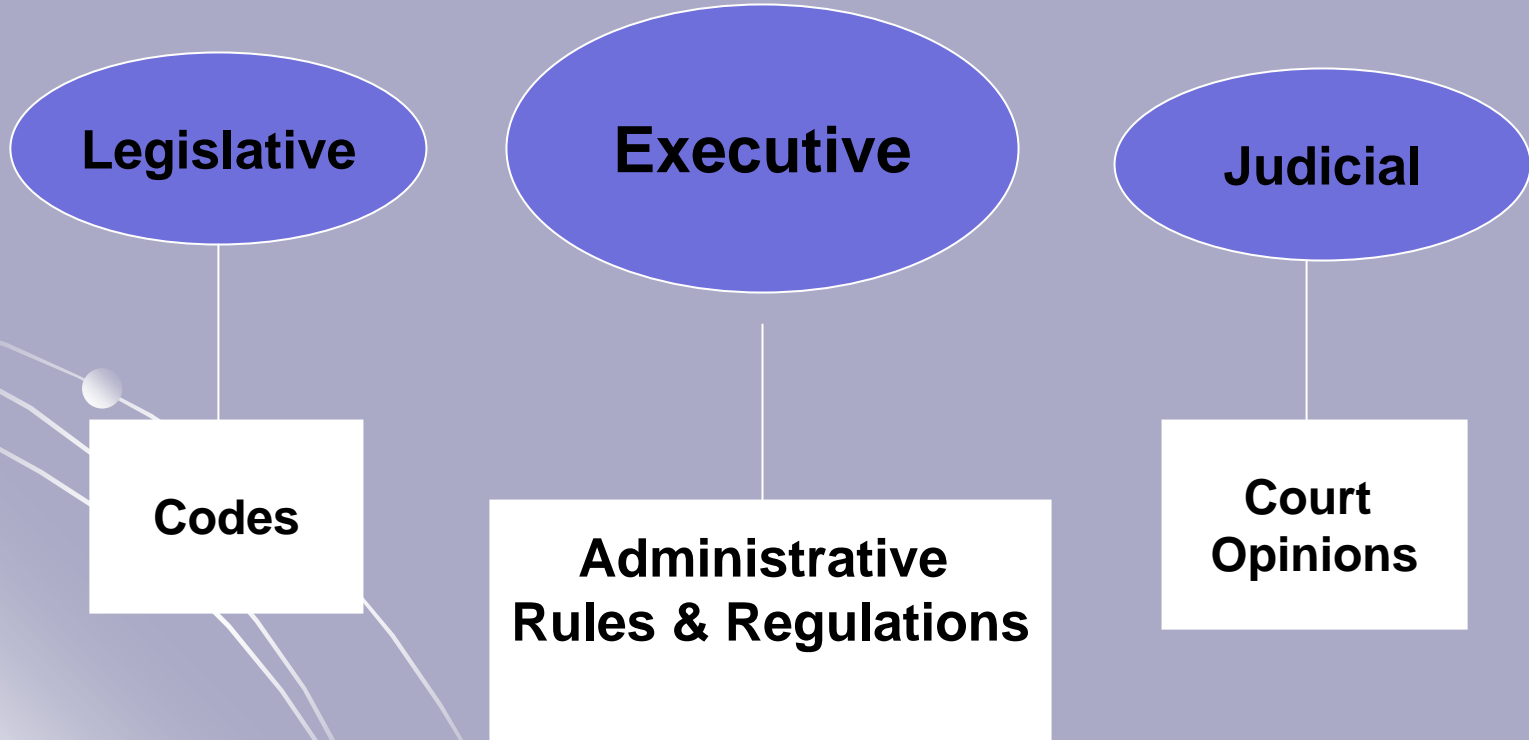 Legislative
Executive
Judicial
Codes
Administrative
Rules & Regulations
Court
Opinions